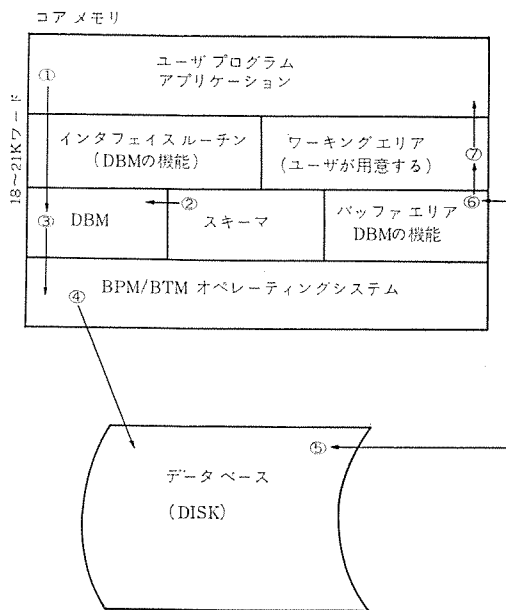 コア メモリ
18〜21Kワード
①
ユーザ プログラム
アプリケーション
インタフェイス ルーチン
(DBMの機能)
ワーキング エリア
(ユーザが用意する)
⑦
③
DBM
②
スキーマ
バッファ エリア
DBMの機能
⑥
④
BPM/BTM オペレーティングシステム
⑤
データ ベース
(DISK)